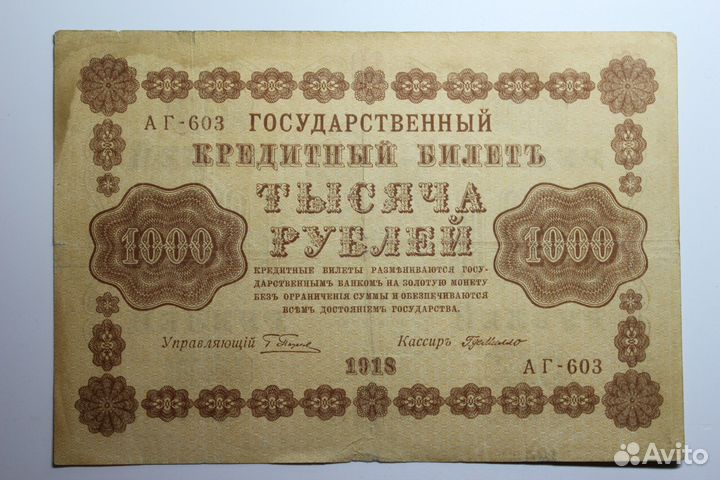 АГ-603 ГОСУДАРСТВЕННЫЙ
КРЕДИТНЫЙ БИЛЕТЪ
ТЫСЯЧА
РУБЛЕЙ
1000
1000
КРЕДИТНЫЕ БИЛЕТЫ РАЗМѢНИВАЮТСЯ ГОСУ-
ДАРСТВЕННЫМЪ БАНКОМЪ НА ЗОЛОТУЮ МОНЕТУ
БЕЗЪ ОГРАНИЧЕНІЯ СУММЫ И ОБЕЗПЕЧИВАЮТСЯ
ВСѢМЪ ДОСТОЯНІЕМЪ ГОСУДАРСТВА.
Управляющій
Кассиръ
1918
АГ-603
Avito